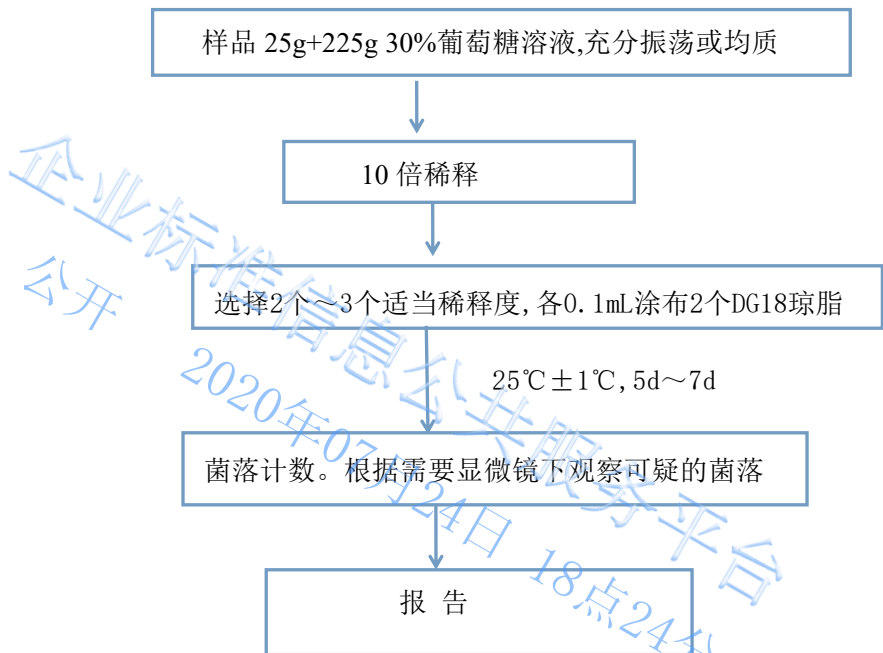 样品 25g+225g 30%葡萄糖溶液,充分振荡或均质
10 倍稀释
选择2个～3个适当稀释度,各0.1mL涂布2个DG18琼脂
25℃±1℃,5d～7d
菌落计数。根据需要显微镜下观察可疑的菌落
报 告
企业标准信息公共服务平台
公开
2020年07月24日 18点24分